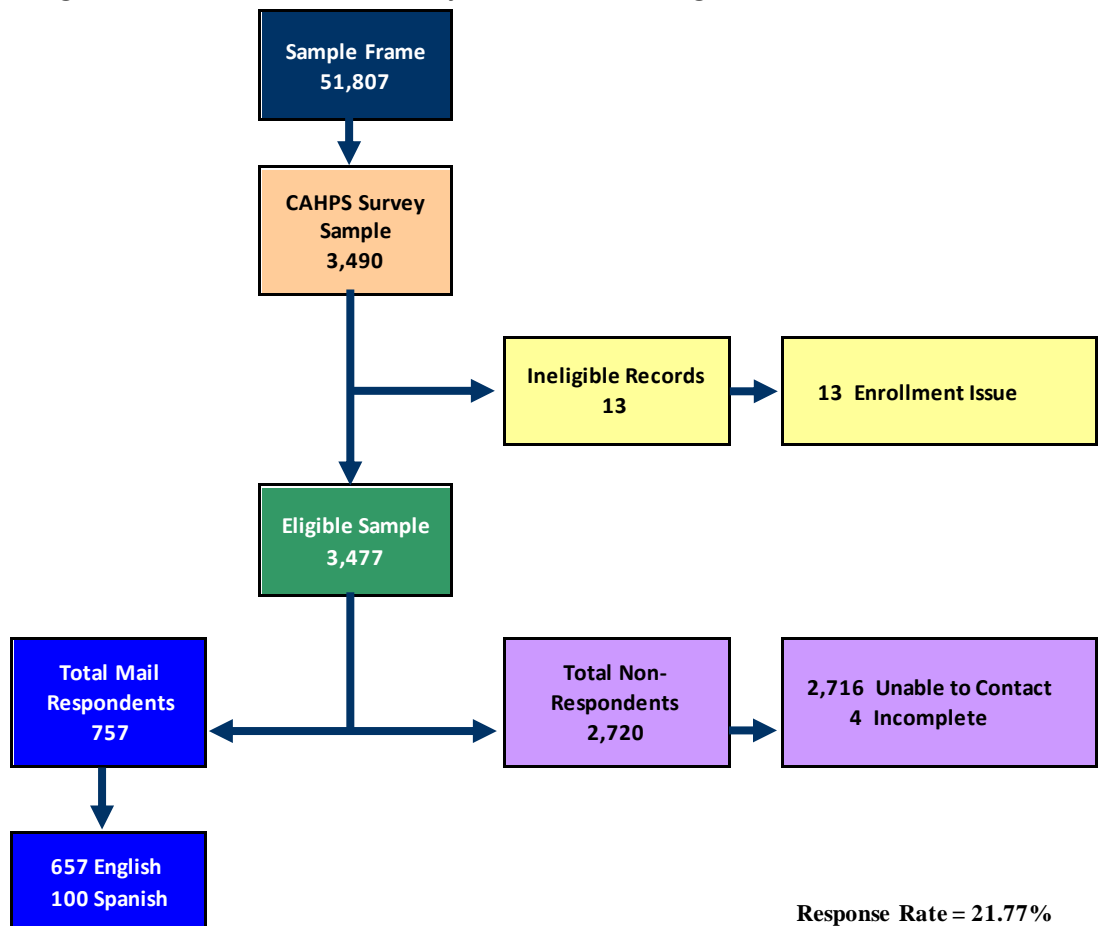 Sample Frame
51,807
CAHPS Survey
Sample
3,490
Ineligible Records
13
13 Enrollment Issue
Eligible Sample
3,477
Total Mail
Respondents
757
Total Non-
Respondents
2,720
2,716 Unable to Contact
4 Incomplete
657 English
100 Spanish
Response Rate = 21.77%